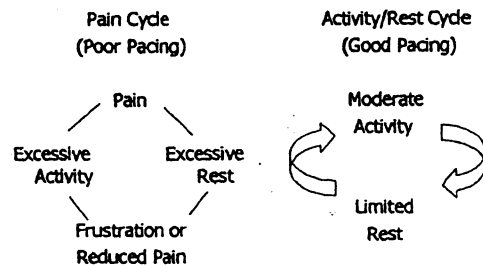 Pain Cycle
(Poor Pacing)
Pain
Excessive
Activity
Excessive
Rest
Frustration or
Reduced Pain
Activity/Rest Cycle
(Good Pacing)
Moderate
Activity
Limited
Rest